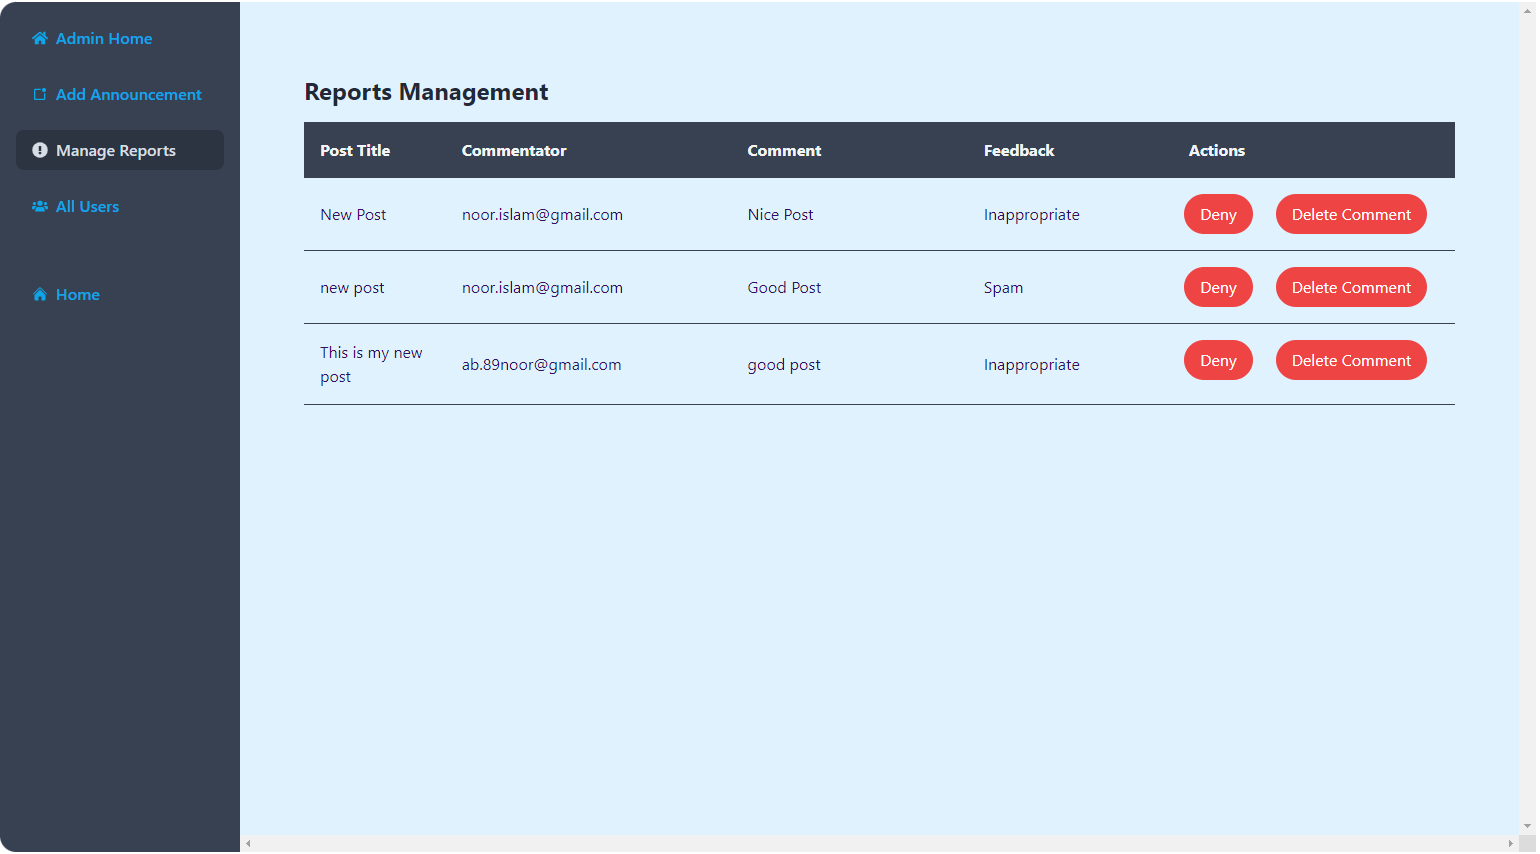 Admin Home
Add Announcement
Manage Reports
All Users
Home
Reports Management
Post Title Commentator Comment Feedback Actions
New Post noor.islam@gmail.com Nice Post Inappropriate Deny Delete Comment
new post noor.islam@gmail.com Good Post Spam Deny Delete Comment
This is my new
post ab.89noor@gmail.com good post Inappropriate Deny Delete Comment